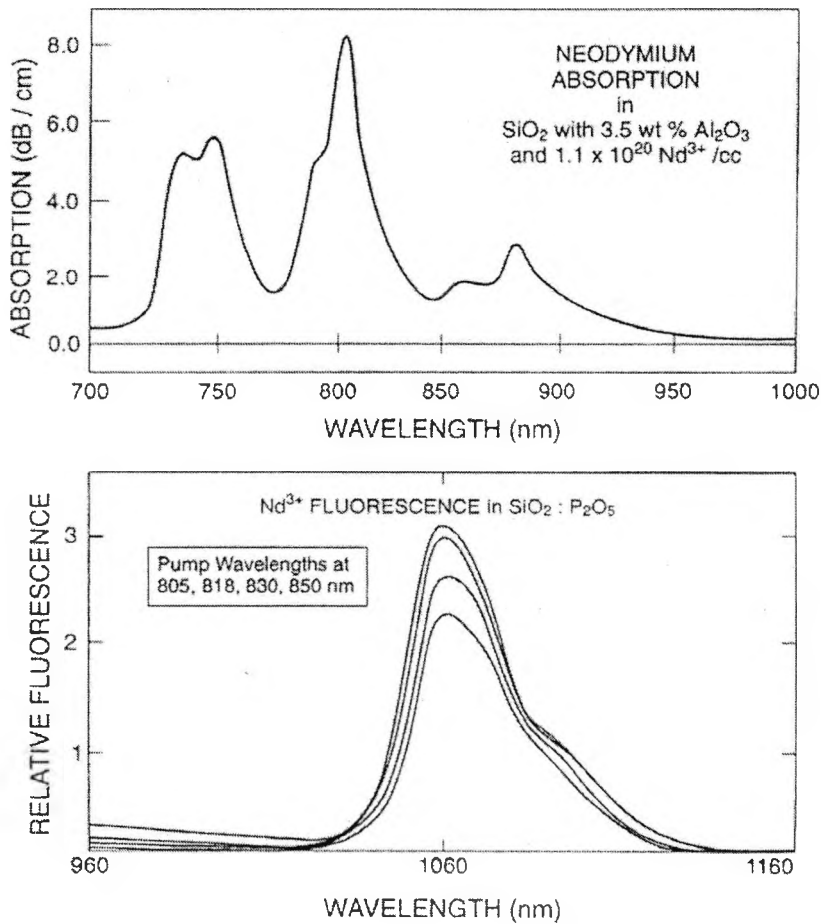 ABSORPTION (dB / cm)
8.0
6.0
4.0
2.0
0.0
NEODYMIUM
ABSORPTION
in
SiO₂ with 3.5 wt % Al₂O₃
and 1.1 x 10²⁰ Nd³⁺ /cc
700 750 800 850 900 950 1000
WAVELENGTH (nm)
RELATIVE FLUORESCENCE
3
2
1
Nd³⁺ FLUORESCENCE in SiO₂ : P₂O₅
Pump Wavelengths at
805, 818, 830, 850 nm
960 1060 1160
WAVELENGTH (nm)